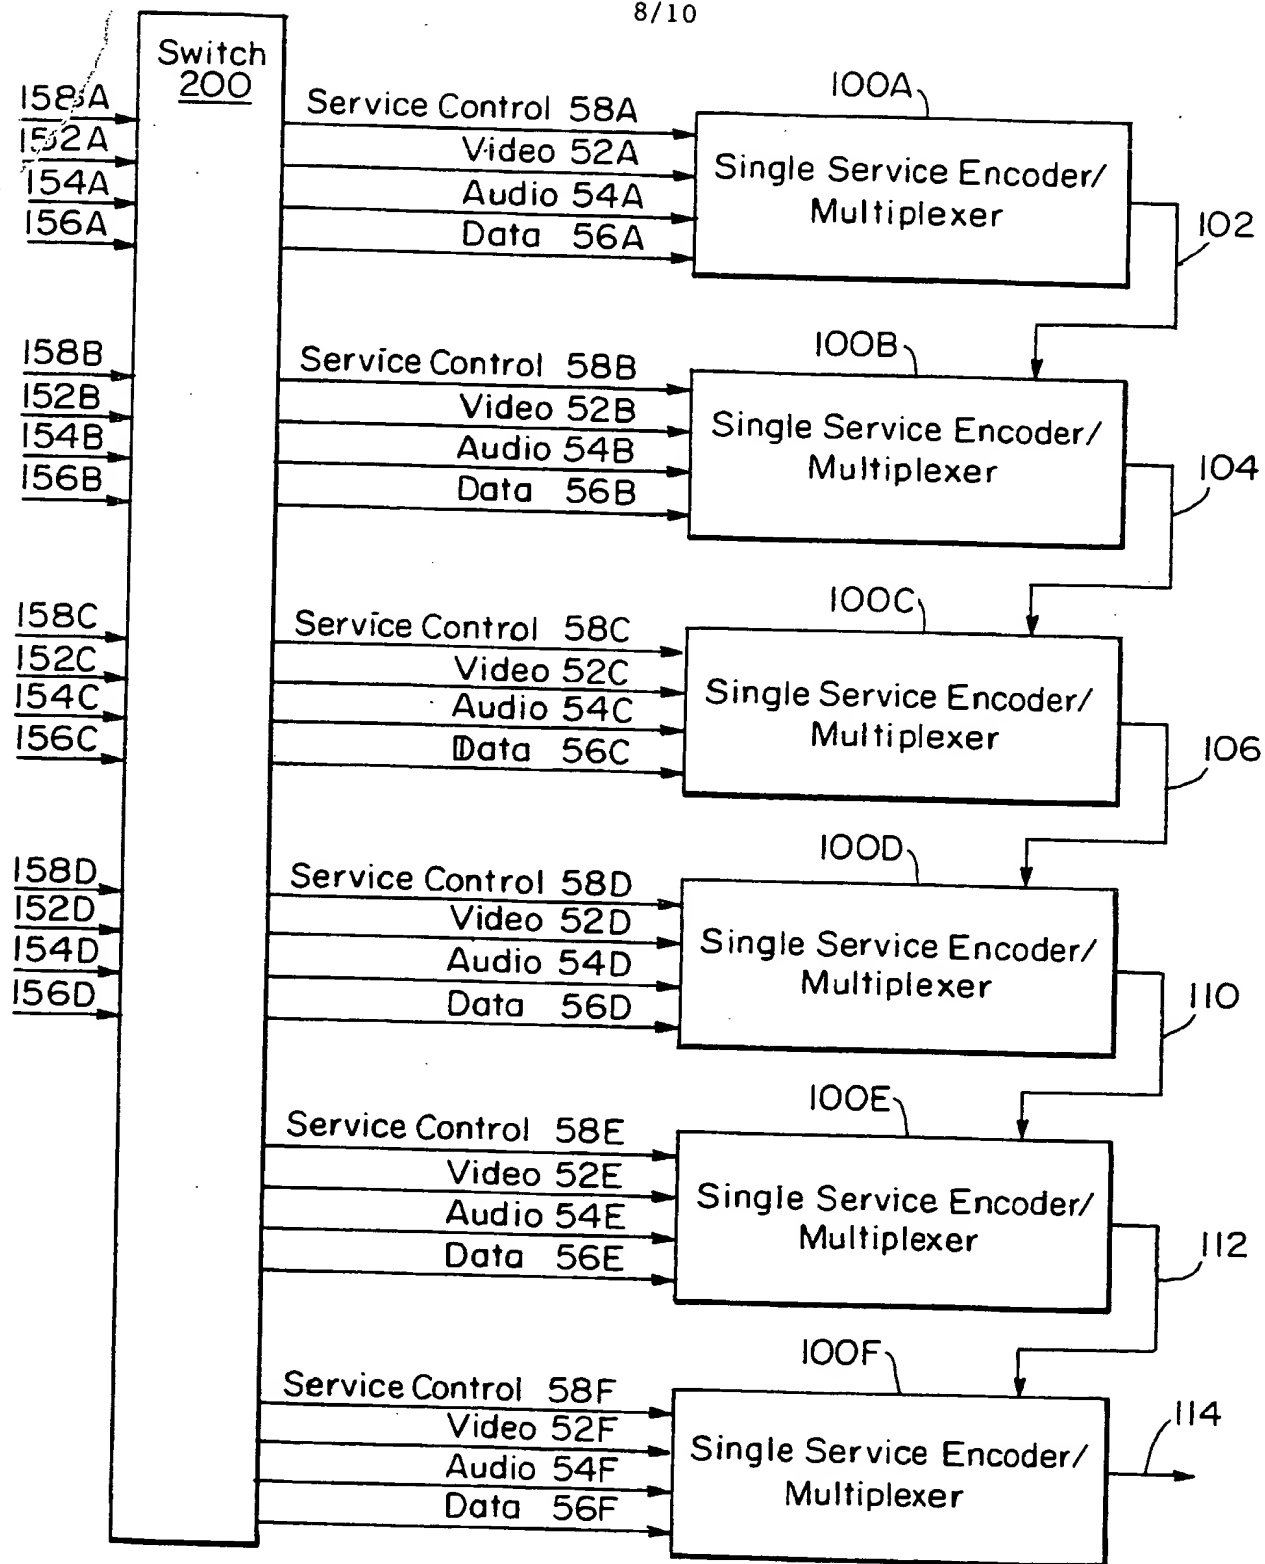 8/10
Switch
200
158A
152A
154A
156A
Service Control 58A
Video 52A
Audio 54A
Data 56A
100A
Single Service Encoder/
Multiplexer
102
158B
152B
154B
156B
Service Control 58B
Video 52B
Audio 54B
Data 56B
100B
Single Service Encoder/
Multiplexer
104
158C
152C
154C
156C
Service Control 58C
Video 52C
Audio 54C
Data 56C
100C
Single Service Encoder/
Multiplexer
106
158D
152D
154D
156D
Service Control 58D
Video 52D
Audio 54D
Data 56D
100D
Single Service Encoder/
Multiplexer
110
Service Control 58E
Video 52E
Audio 54E
Data 56E
100E
Single Service Encoder/
Multiplexer
112
Service Control 58F
Video 52F
Audio 54F
Data 56F
100F
Single Service Encoder/
Multiplexer
114